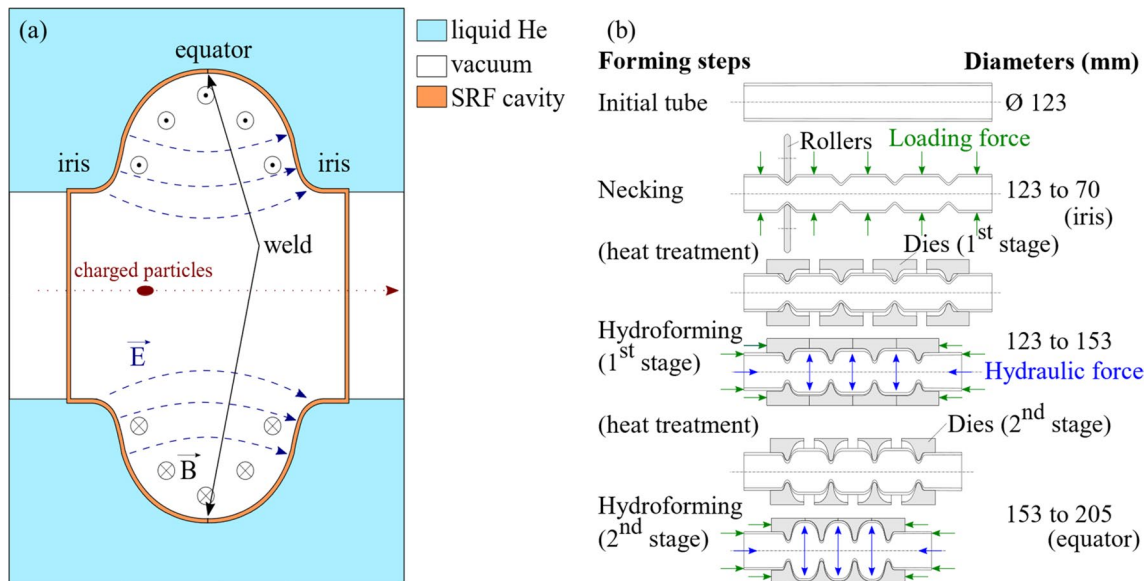 (a)
equator
iris
iris
weld
charged particles
E
B
liquid He
vacuum
SRF cavity
(b)
Forming steps
Diameters (mm)
Initial tube
Ø 123
Rollers
Loading force
Necking
123 to 70
(iris)
(heat treatment)
Dies (1st stage)
Hydroforming
(1st stage)
123 to 153
Hydraulic force
(heat treatment)
Dies (2nd stage)
Hydroforming
(2nd stage)
153 to 205
(equator)